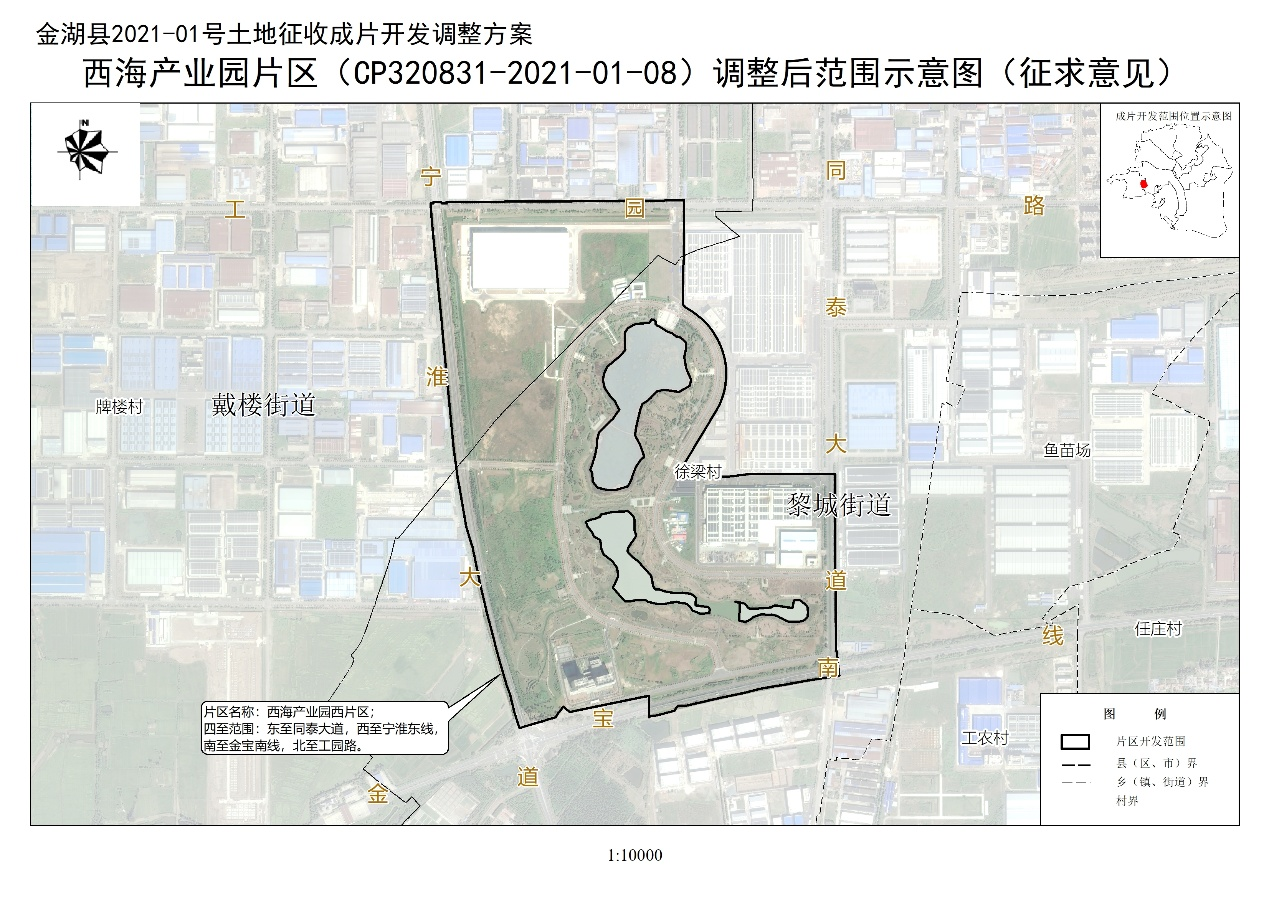 金湖县2021-01号土地征收成片开发调整方案
西海产业园片区（CP320831-2021-01-08）调整后范围示意图（征求意见）
N
成片开发范围位置示意图
工
园
路
宁
淮
大
道
同
泰
大
道
金
宝
南
线
牌楼村
戴楼街道
徐梁村
黎城街道
鱼苗场
任庄村
工农村
片区名称：西海产业园西片区；
四至范围：东至同泰大道，西至宁淮东线，
南至金宝南线，北至工园路。
图 例
片区开发范围
县（区、市）界
乡（镇、街道）界
村界
1:10000